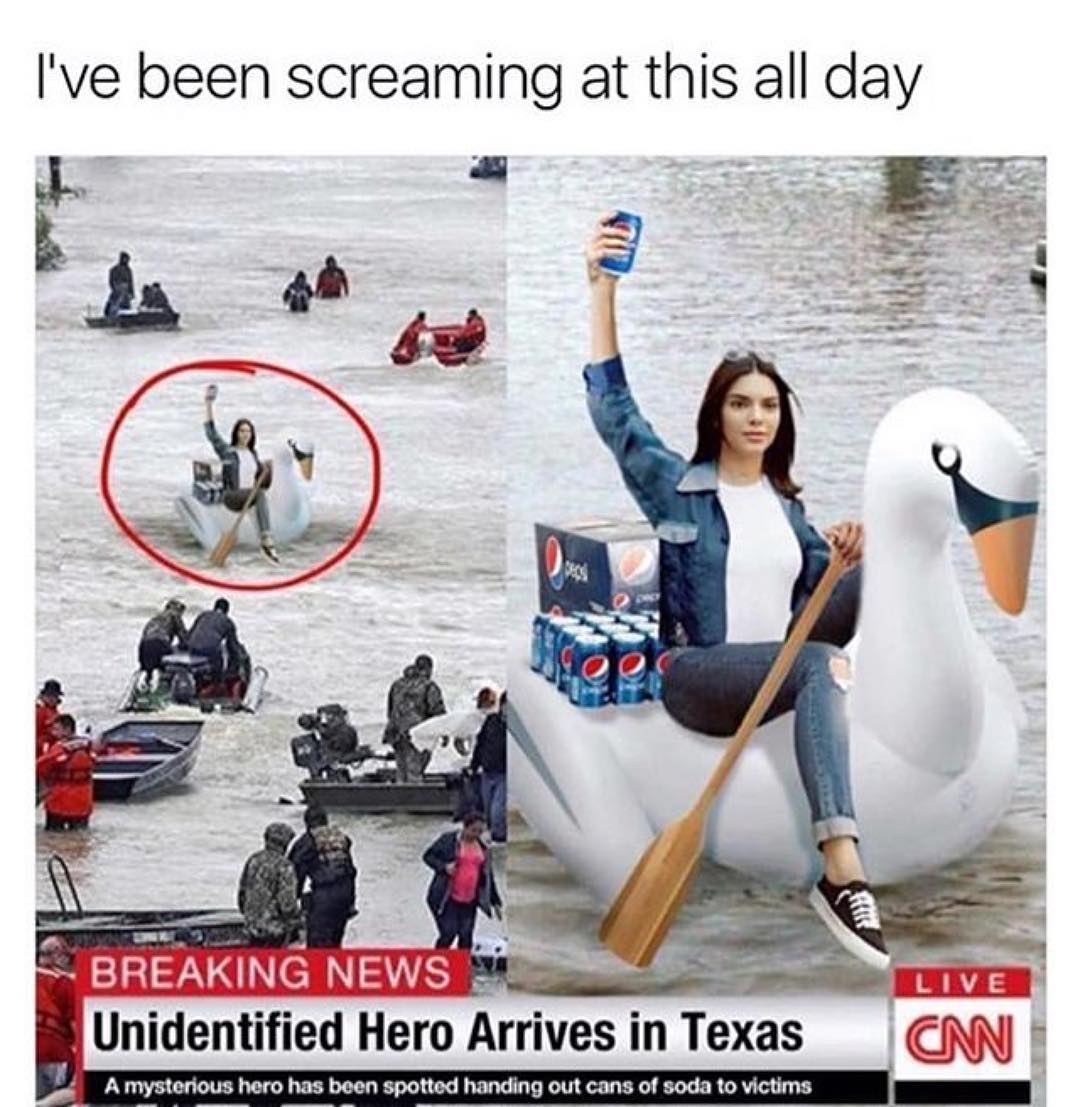 I've been screaming at this all day
pepsi
BREAKING NEWS
LIVE
Unidentified Hero Arrives in Texas
CNN
A mysterious hero has been spotted handing out cans of soda to victims